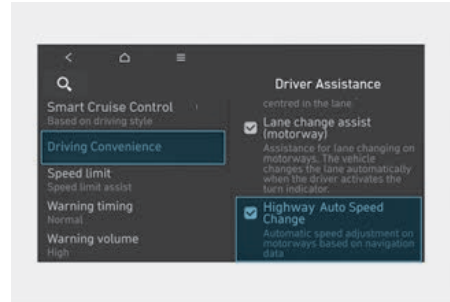 Driver Assistance
Smart Cruise Control
Based on driving style
Driving Convenience
Speed limit
Speed limit assist
Warning timing
Normal
Warning volume
High
centred in the lane
Lane change assist
(motorway)
Assistance for lane changing on
motorways. The vehicle
changes the lane automatically
when the driver activates the
turn indicator.
Highway Auto Speed
Change
Automatic speed adjustment on
motorways based on navigation
data